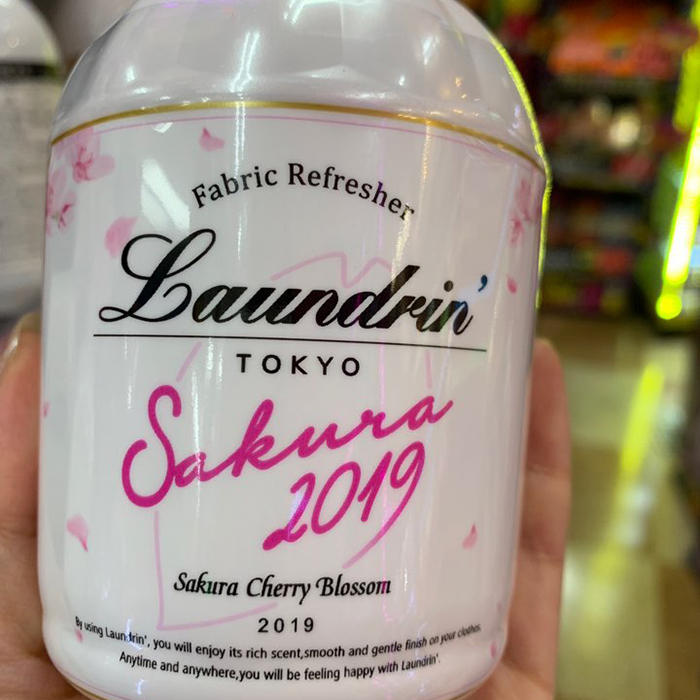 Fabric Refresher
Laundrin'
TOKYO
Sakura
2019
Sakura Cherry Blossom
2019
By using Laundrin', you will enjoy its rich scent,smooth and gentle finish on your clothes.
Anytime and anywhere,you will be feeling happy with Laundrin'.